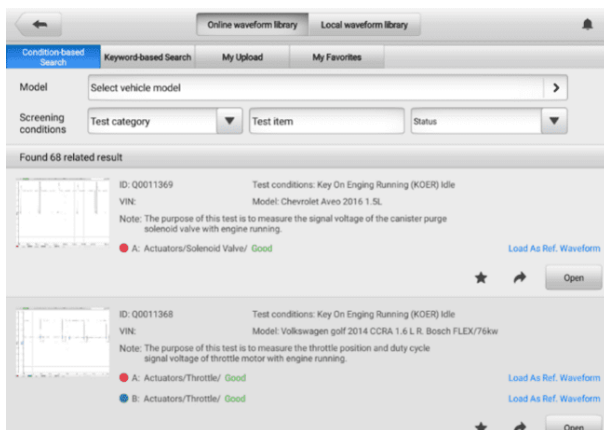 Online waveform library Local waveform library
Condition-based Search Keyword-based Search My Upload My Favorites
Model Select vehicle model
Screening conditions Test category Test item Status
Found 68 related result
ID: Q0011369 Test conditions: Key On Enging Running (KOER) Idle
VIN: Model: Chevrolet Aveo 2016 1.5L
Note: The purpose of this test is to measure the signal voltage of the canister purge
solenoid valve with engine running.
A: Actuators/Solenoid Valve/ Good Load As Ref. Waveform
Open
ID: Q0011368 Test conditions: Key On Enging Running (KOER) Idle
VIN: Model: Volkswagen golf 2014 CCRA 1.6 L R. Bosch FLEX/76kw
Note: The purpose of this test is to measure the throttle position and duty cycle
signal voltage of throttle motor with engine running.
A: Actuators/Throttle/ Good Load As Ref. Waveform
B: Actuators/Throttle/ Good Load As Ref. Waveform
Open